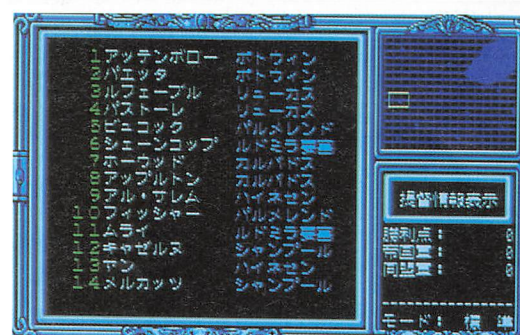 1アッテンボロー ボトウィン
2パエッタ ボトウィン
3ルフェーブル リューカス
4パストーレ リューカス
5ビュコック パルメレンド
6シェーンコップ ルドミラ要塞
7ホーウッド カルバドス
8アップルトン カルバドス
9アル・サレム ハイネセン
10フィッシャー パルメレンド
11ムライ ルドミラ要塞
12キャゼルヌ シャンプール
13ヤン ハイネセン
14メルカッツ シャンプール
提督情報表示
勝利点: 0
帝国軍: 0
同盟軍: 0
モード: 標 準